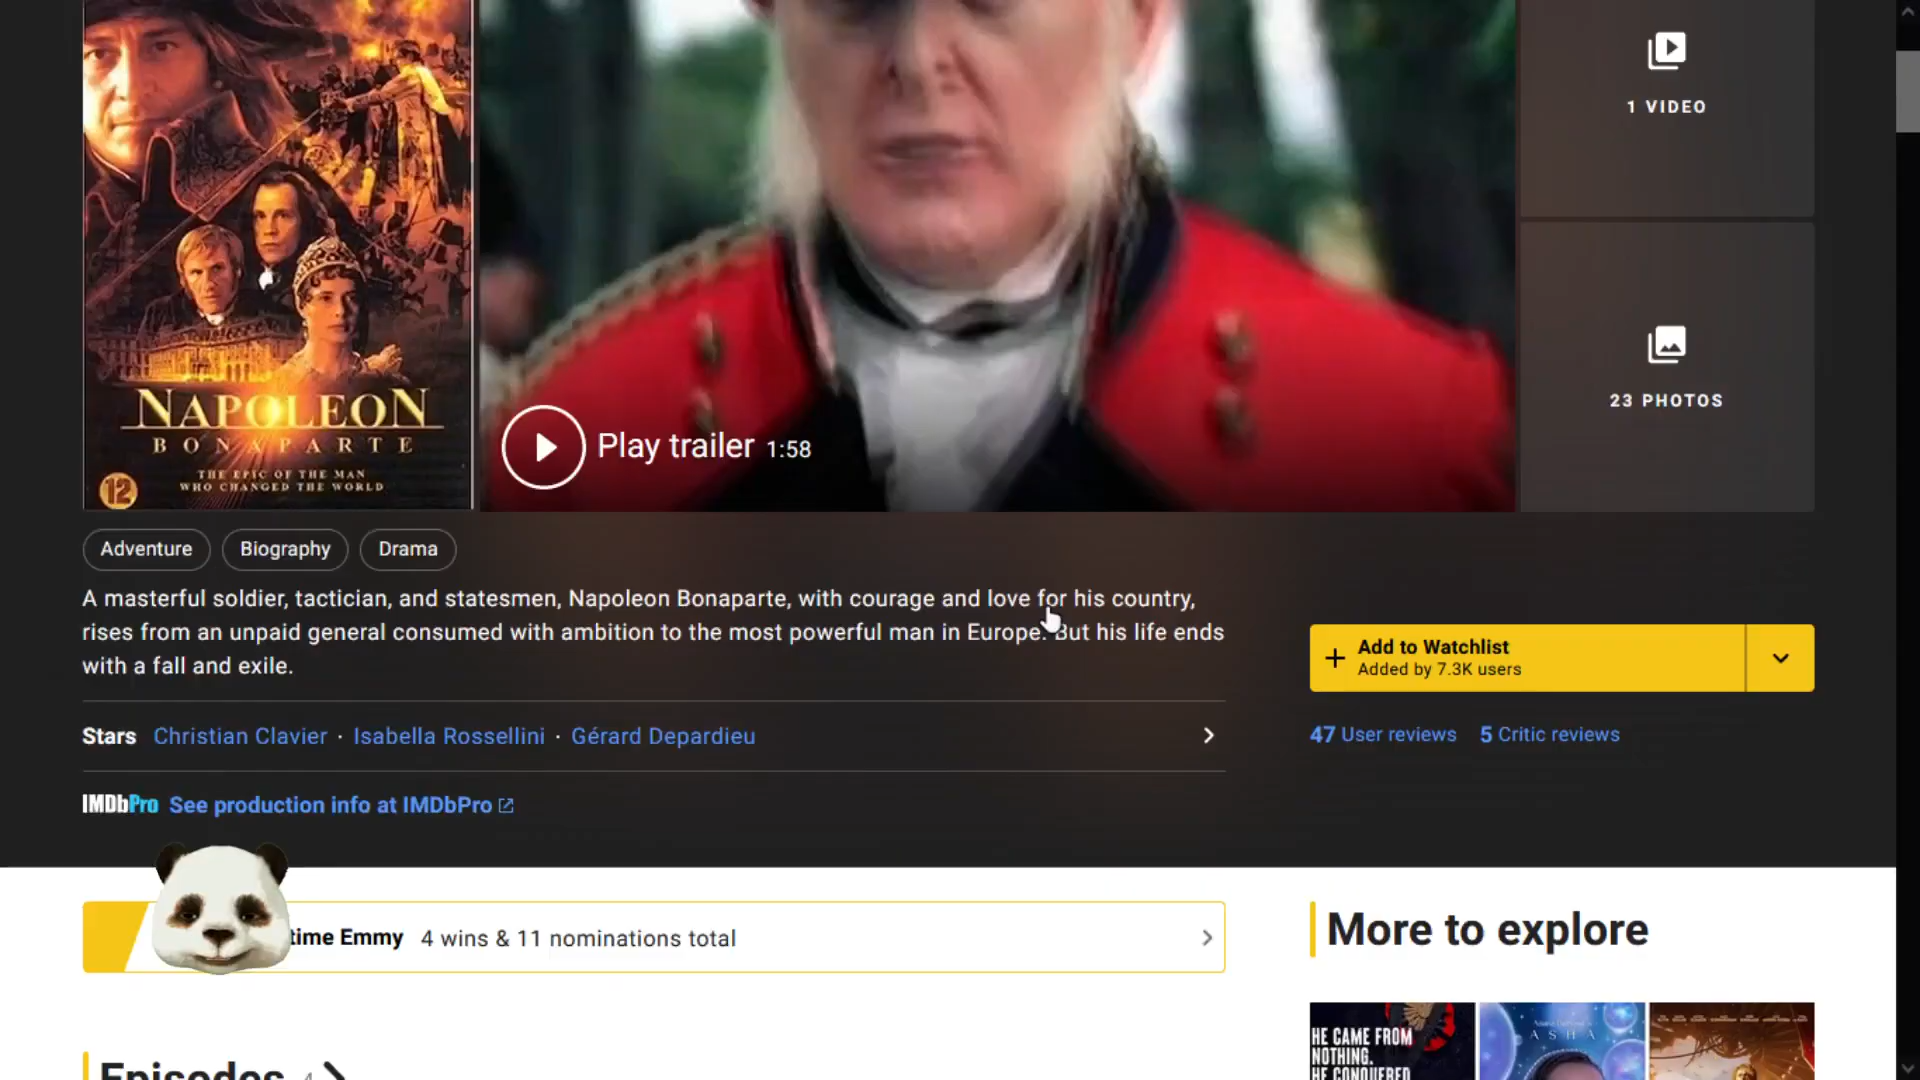 1 VIDEO
23 PHOTOS
NAPOLEON
BONAPARTE
THE EPIC OF THE MAN
WHO CHANGED THE WORLD
12
Play trailer 1:58
Adventure
Biography
Drama
A masterful soldier, tactician, and statesmen, Napoleon Bonaparte, with courage and love for his country,
rises from an unpaid general consumed with ambition to the most powerful man in Europe. But his life ends
with a fall and exile.
Add to Watchlist
Added by 7.3K users
Stars Christian Clavier · Isabella Rossellini · Gérard Depardieu
47 User reviews 5 Critic reviews
IMDbPro See production info at IMDbPro
time Emmy 4 wins & 11 nominations total
More to explore
Episodes 4
HE CAME FROM
NOTHING.
HE CONQUERED
ASHA